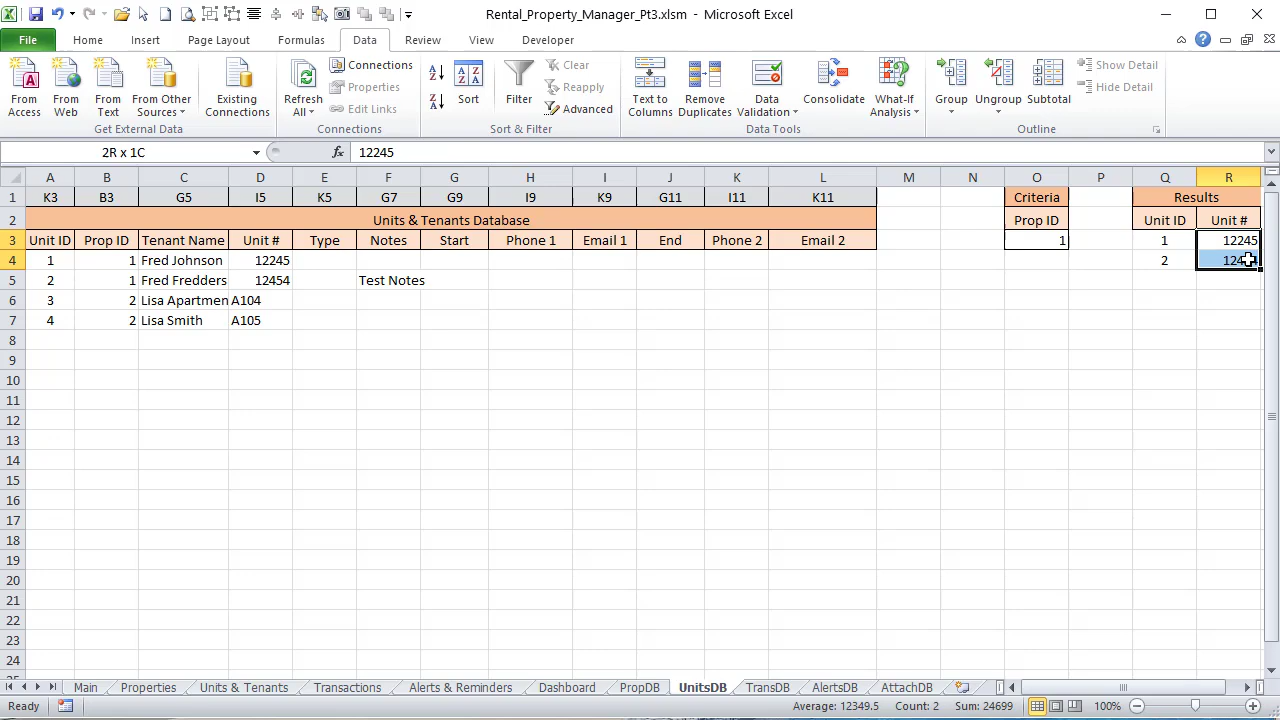 Rental_Property_Manager_Pt3.xlsm - Microsoft Excel
File Home Insert Page Layout Formulas Data Review View Developer
From Access From Web From Text From Other Sources Existing Connections
Get External Data
Refresh All Connections Properties Edit Links
Connections
Sort Filter Clear Reapply Advanced
Sort & Filter
Text to Columns Remove Duplicates Data Validation Consolidate What-If Analysis
Data Tools
Group Ungroup Subtotal Show Detail Hide Detail
Outline
2R x 1C fx 12245
A B C D E F G H I J K L M N O P Q R
1 K3 B3 G5 I5 K5 G7 G9 I9 K9 G11 I11 K11 Criteria Results
2 Units & Tenants Database Prop ID Unit ID Unit #
3 Unit ID Prop ID Tenant Name Unit # Type Notes Start Phone 1 Email 1 End Phone 2 Email 2 1 1 12245
4 1 1 Fred Johnson 12245 2
5 2 1 Fred Fredders 12454 Test Notes
6 3 2 Lisa Apartmen A104
7 4 2 Lisa Smith A105
8
9
10
11
12
13
14
15
16
17
18
19
20
21
22
23
24
Main Properties Units & Tenants Transactions Alerts & Reminders Dashboard PropDB UnitsDB TransDB AlertsDB AttachDB
Ready Average: 12349.5 Count: 2 Sum: 24699 100%